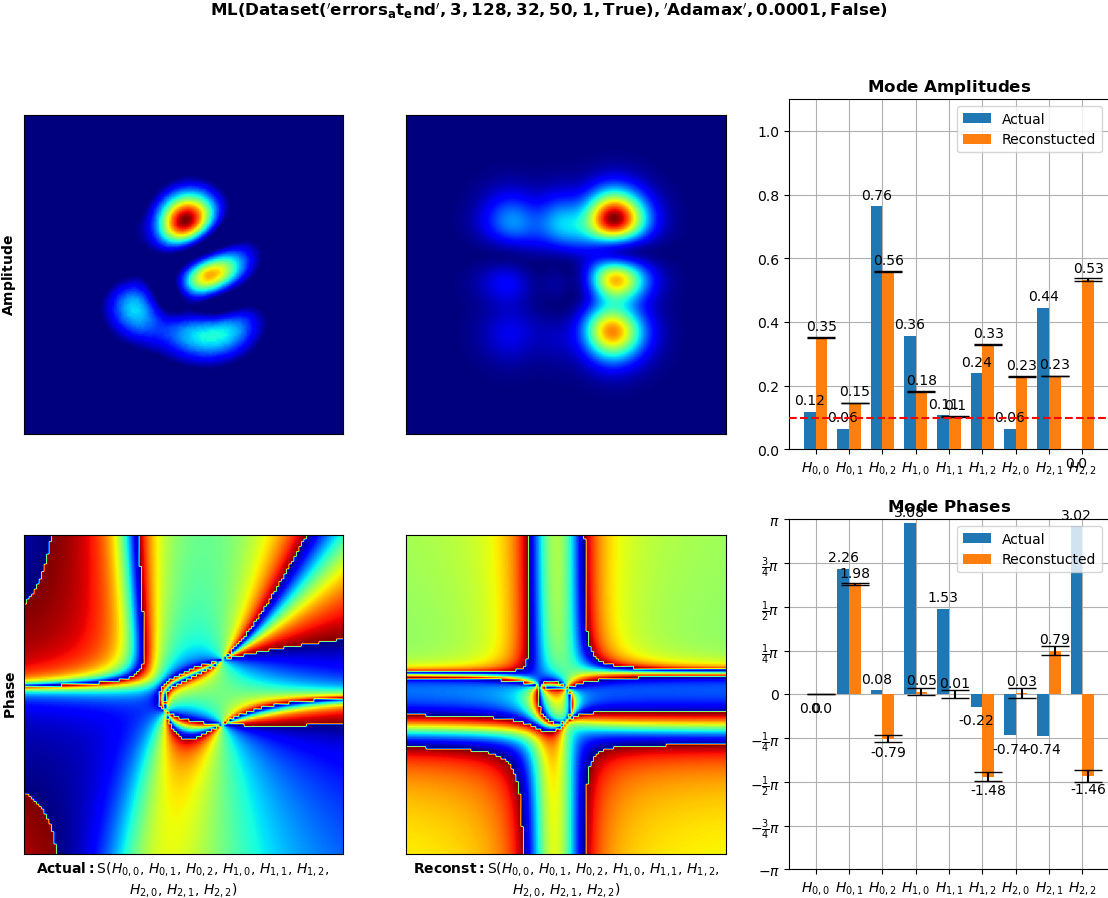 ML(Dataset('errorsₐtₑnd', 3, 128, 32, 50, 1, True), 'Adamax', 0.0001, False)
Amplitude
Mode Amplitudes
1.0
0.8
0.6
0.4
0.2
0.0
Actual
Reconstucted
0.12
0.35
0.06
0.15
0.76
0.56
0.36
0.18
0.11
0.1
0.24
0.33
0.06
0.23
0.44
0.23
0.0
0.53
H₀,₀ H₀,₁ H₀,₂ H₁,₀ H₁,₁ H₁,₂ H₂,₀ H₂,₁ H₂,₂
Phase
Actual: S(H₀,₀, H₀,₁, H₀,₂, H₁,₀, H₁,₁, H₁,₂,
H₂,₀, H₂,₁, H₂,₂)
Reconst: S(H₀,₀, H₀,₁, H₀,₂, H₁,₀, H₁,₁, H₁,₂,
H₂,₀, H₂,₁, H₂,₂)
Mode Phases
π
3/4π
1/2π
1/4π
0
−1/4π
−1/2π
−3/4π
−π
Actual
Reconstucted
0.0
0.0
2.26
1.98
0.08
-0.79
3.08
0.05
1.53
0.01
-0.22
-1.48
-0.74
0.03
-0.74
0.79
3.02
-1.46
H₀,₀ H₀,₁ H₀,₂ H₁,₀ H₁,₁ H₁,₂ H₂,₀ H₂,₁ H₂,₂